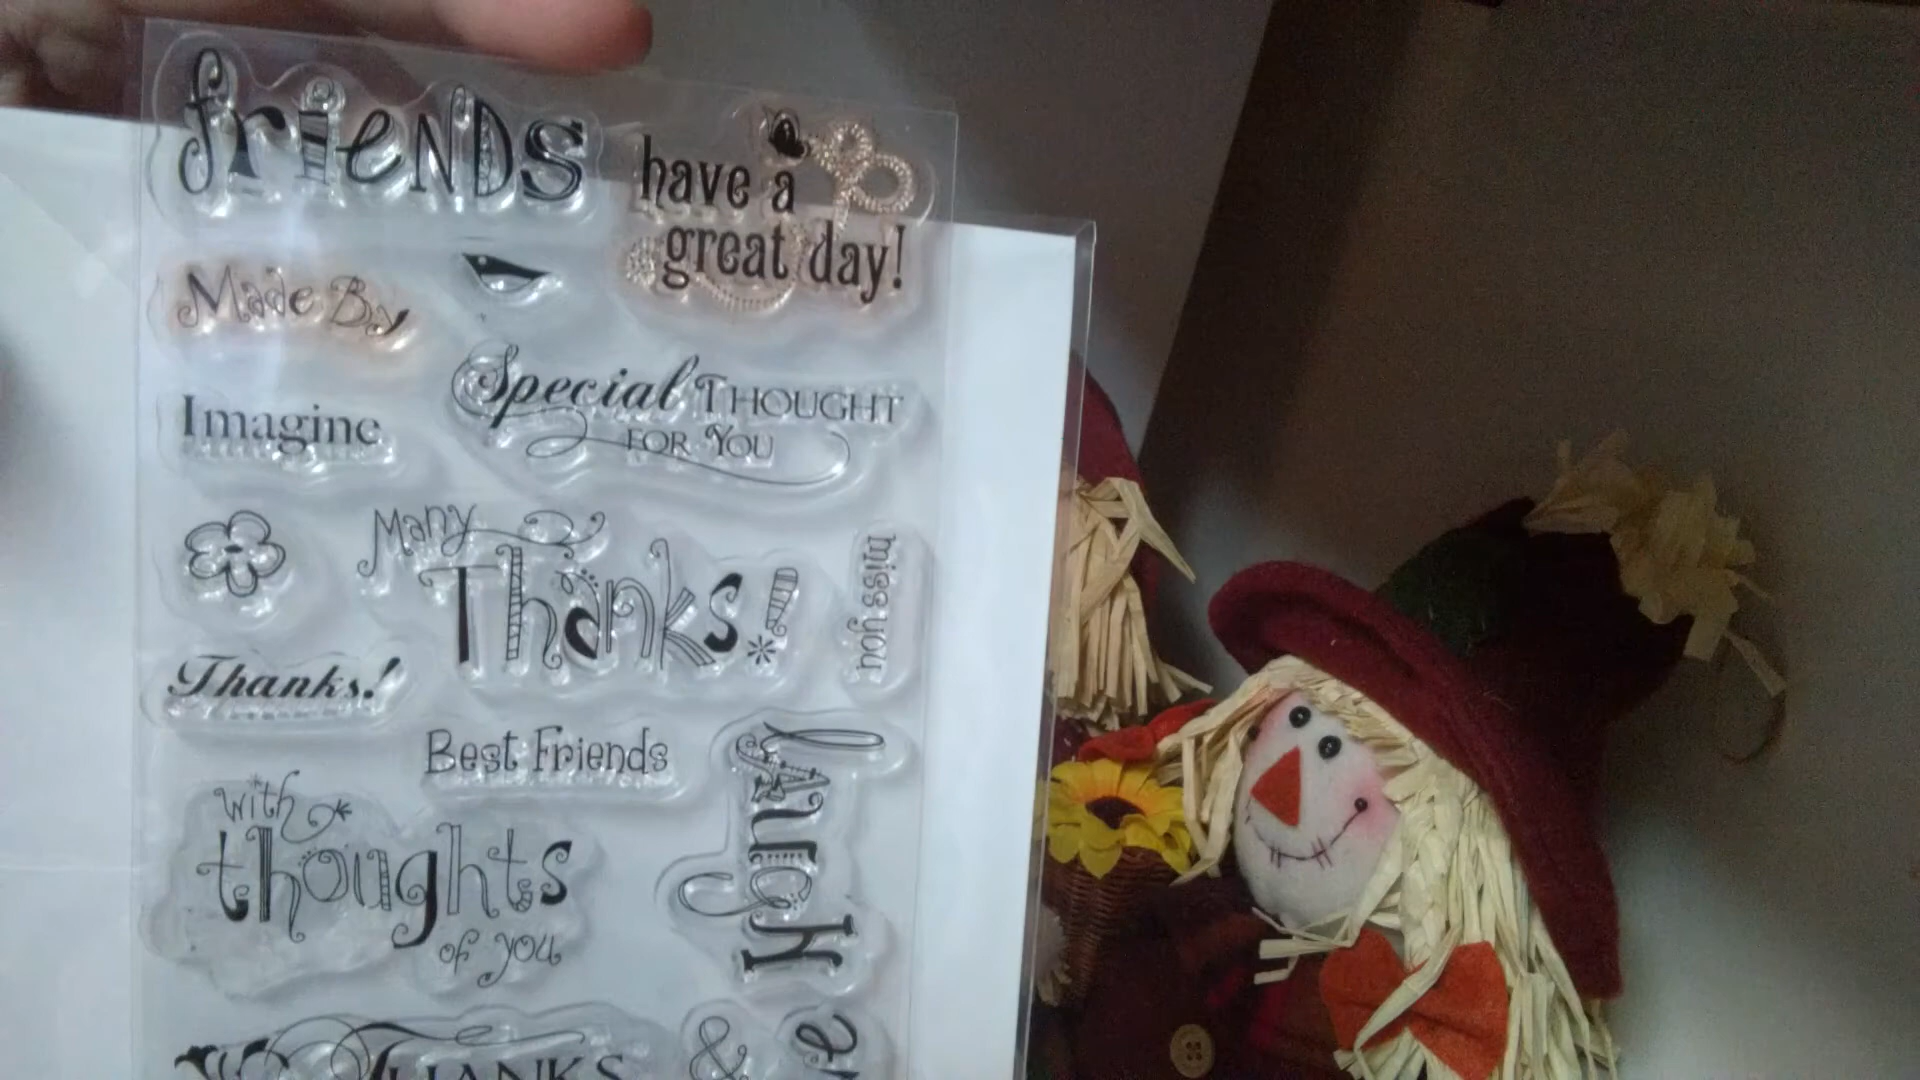 friends
have a
great day!
Made By
Imagine
Special Thought
for You
Many
Thanks!
miss you
Thanks!
Best Friends
laugh
with
thoughts
of you
Thanks
&